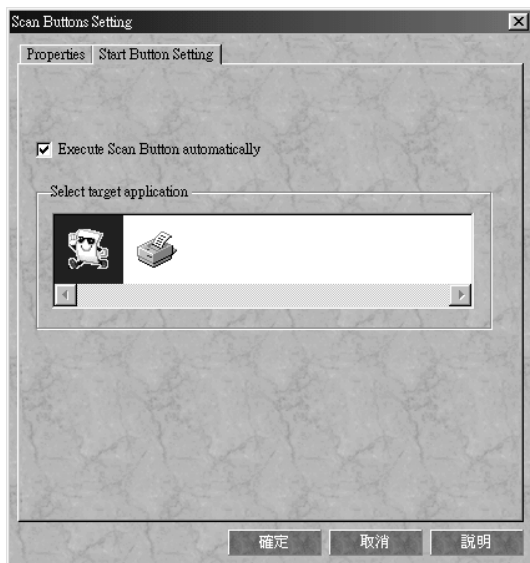 Scan Buttons Setting
Properties
Start Button Setting
Execute Scan Button automatically
Select target application
確定
取消
說明